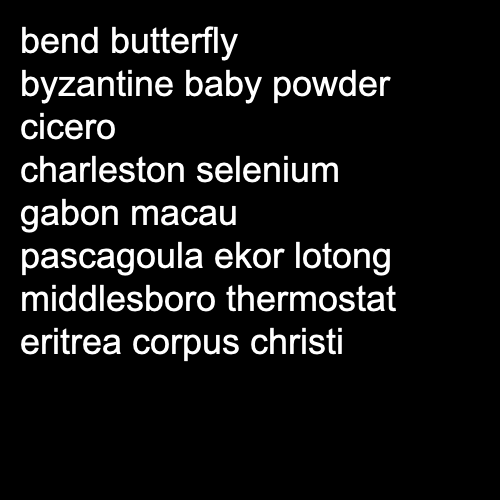 bend butterfly
byzantine baby powder
cicero
charleston selenium
gabon macau
pascagoula ekor lotong
middlesboro thermostat
eritrea corpus christi